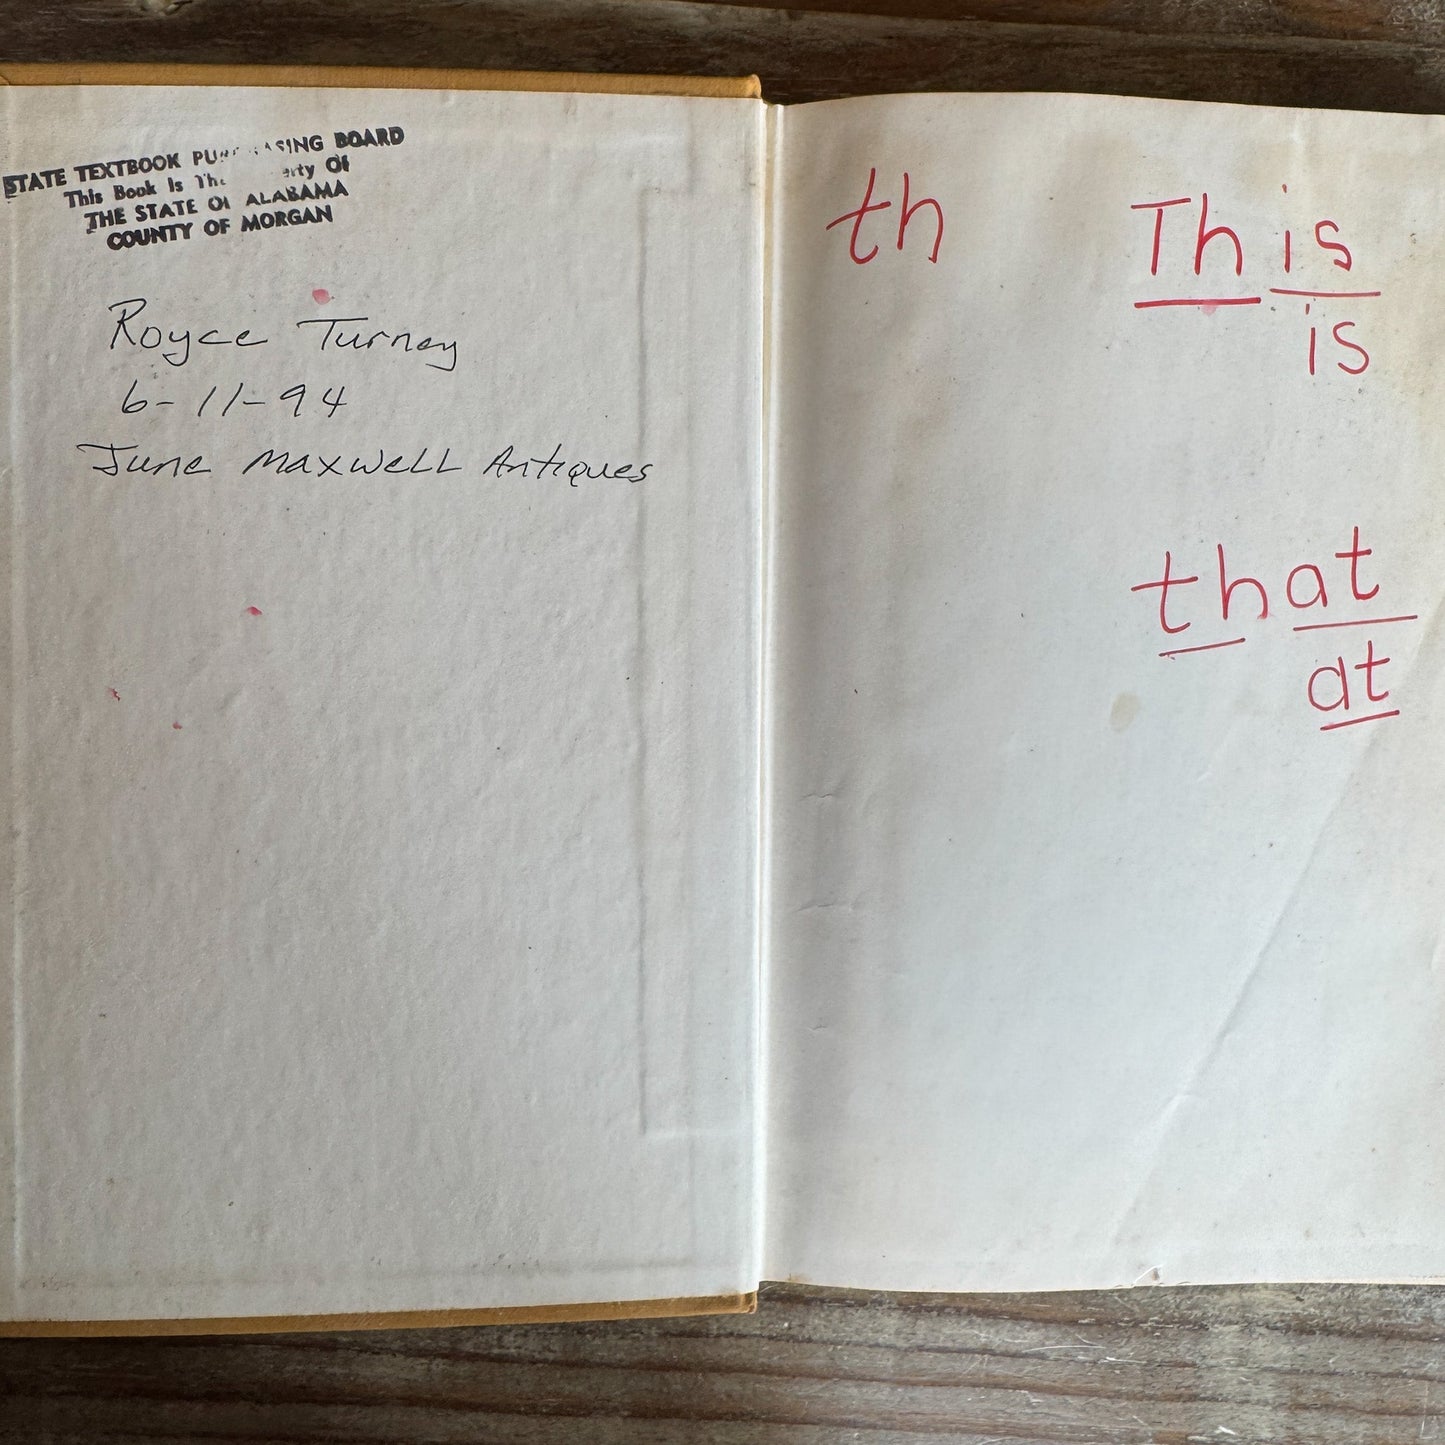 STATE TEXTBOOK PURCHASING BOARD
This Book Is The Property Of
THE STATE OF ALABAMA
COUNTY OF MORGAN
Royce Turney
6-11-94
June Maxwell Antiques
th
This
is
that
at